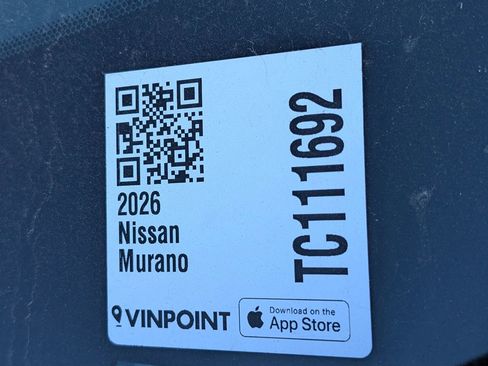 2026
Nissan
Murano
TC111692
VINPOINT
Download on the
App Store